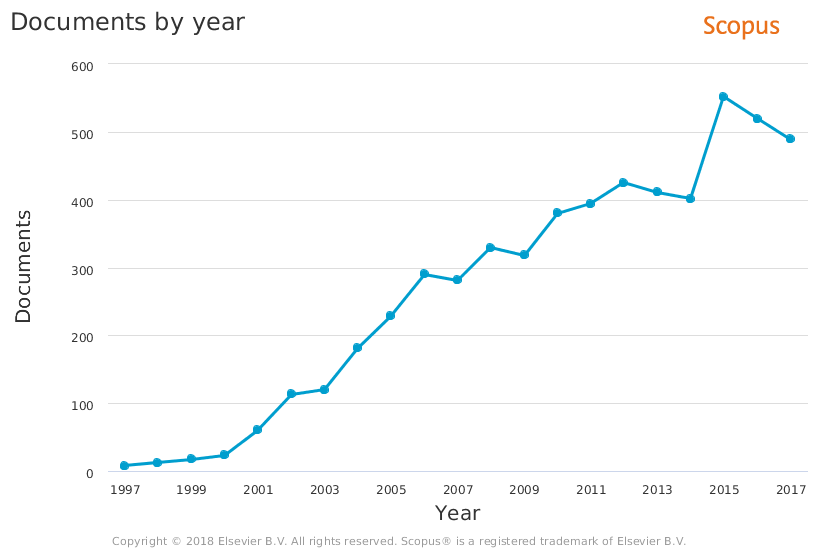 Documents by year
Scopus
600
500
400
300
200
100
0
Documents
1997 1999 2001 2003 2005 2007 2009 2011 2013 2015 2017
Year
Copyright © 2018 Elsevier B.V. All rights reserved. Scopus® is a registered trademark of Elsevier B.V.